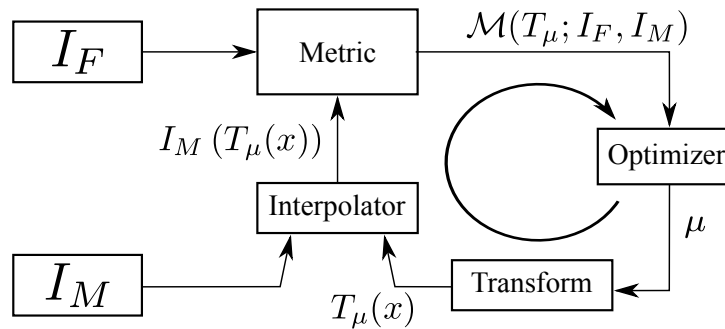 I_F
Metric
M(T_μ; I_F, I_M)
I_M (T_μ(x))
Optimizer
Interpolator
μ
I_M
T_μ(x)
Transform